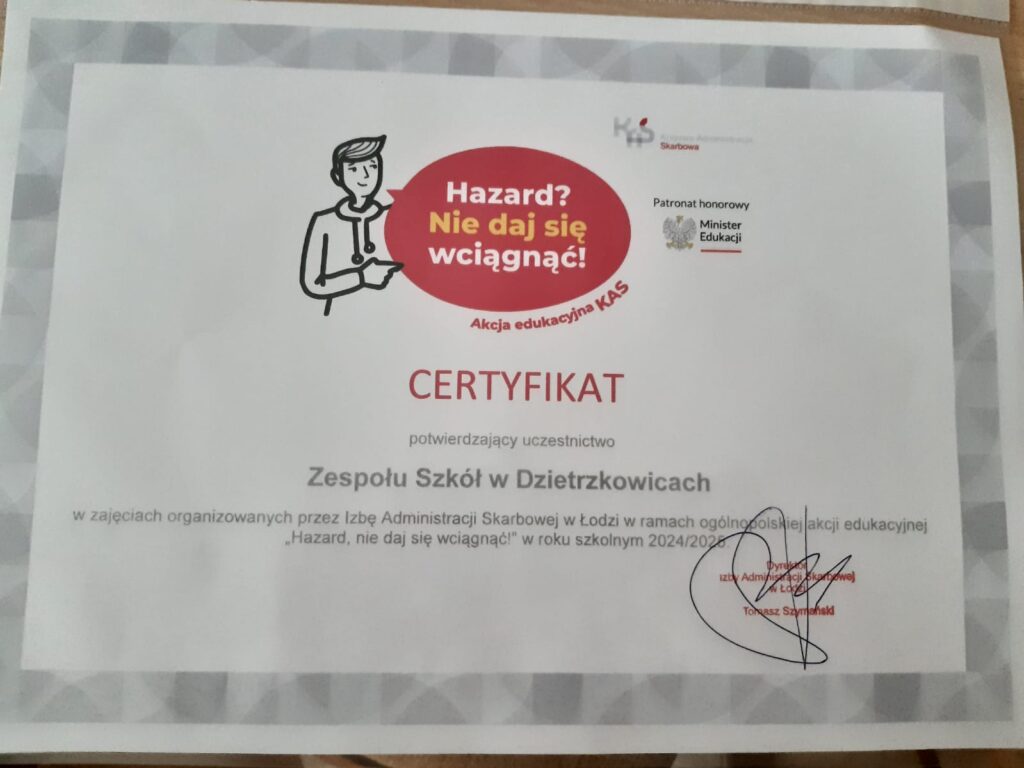 KAS
Krajowa Administracja
Skarbowa
Patronat honorowy
Minister
Edukacji
Hazard?
Nie daj się
wciągnąć!
Akcja edukacyjna KAS
CERTYFIKAT
potwierdzający uczestnictwo
Zespołu Szkół w Dzietrzkowicach
w zajęciach organizowanych przez Izbę Administracji Skarbowej w Łodzi w ramach ogólnopolskiej akcji edukacyjnej
„Hazard, nie daj się wciągnąć!” w roku szkolnym 2024/2025
Dyrektor
Izby Administracji Skarbowej
w Łodzi
Tomasz Szymański